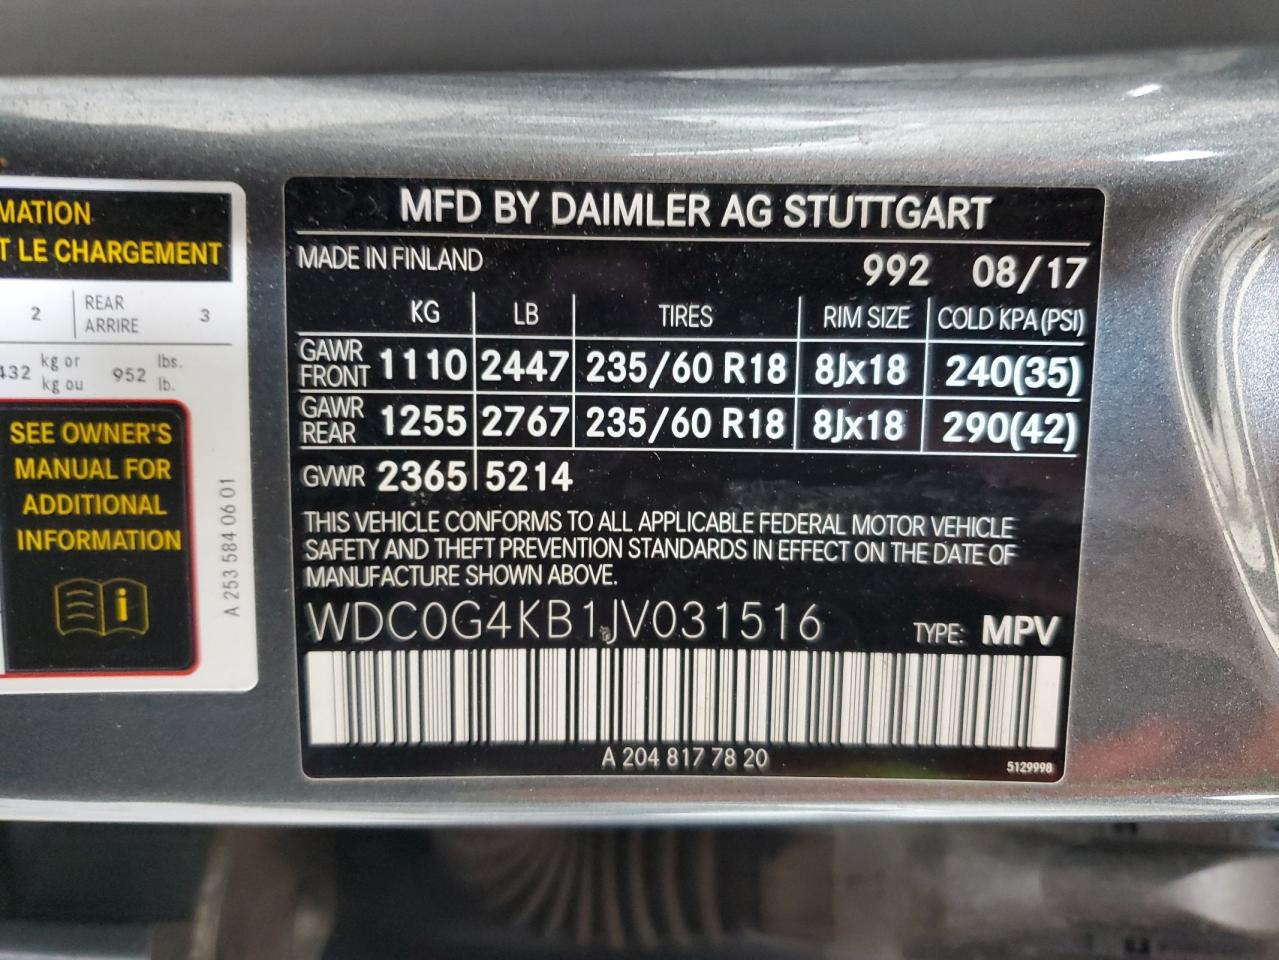 MATION
T LE CHARGEMENT
2 REAR ARRIRE 3
432 kg or kg ou 952 lbs. lb.
SEE OWNER'S
MANUAL FOR
ADDITIONAL
INFORMATION
i
A 253 584 06 01
MFD BY DAIMLER AG STUTTGART
MADE IN FINLAND 992 08/17
KG LB TIRES RIM SIZE COLD KPA (PSI)
GAWR FRONT 1110 2447 235/60 R18 8Jx18 240(35)
GAWR REAR 1255 2767 235/60 R18 8Jx18 290(42)
GVWR 2365 5214
THIS VEHICLE CONFORMS TO ALL APPLICABLE FEDERAL MOTOR VEHICLE
SAFETY AND THEFT PREVENTION STANDARDS IN EFFECT ON THE DATE OF
MANUFACTURE SHOWN ABOVE.
WDC0G4KB1JV031516 TYPE: MPV
A 204 817 78 20
5129998